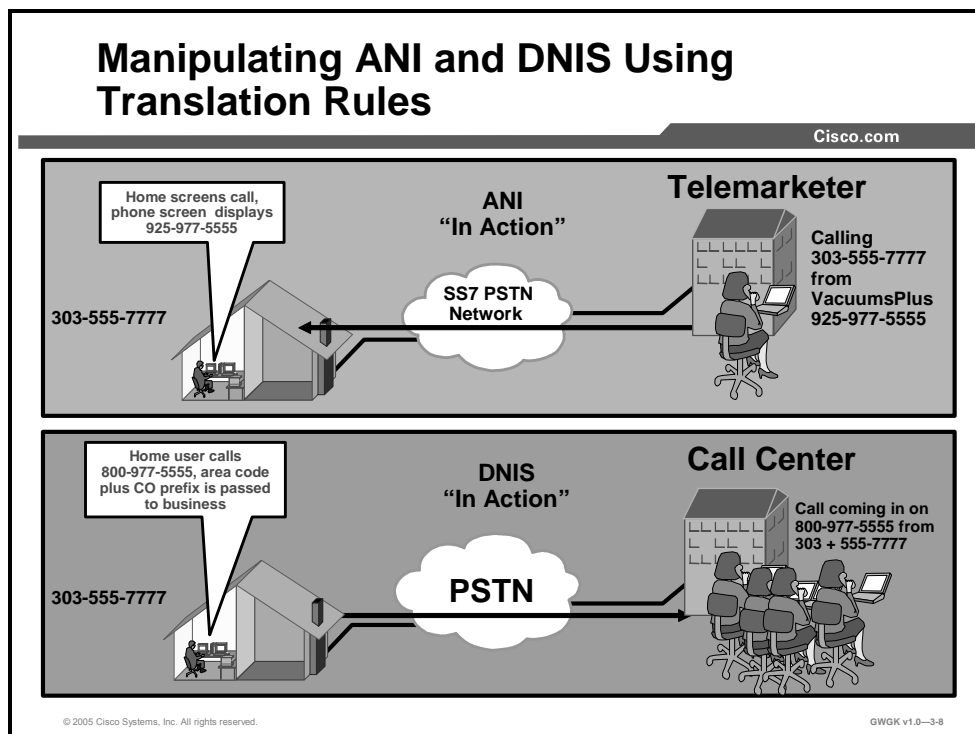 Manipulating ANI and DNIS Using
Translation Rules
Cisco.com
Home screens call,
phone screen displays
925-977-5555
303-555-7777
ANI
“In Action”
SS7 PSTN
Network
Telemarketer
Calling
303-555-7777
from
VacuumsPlus
925-977-5555
Home user calls
800-977-5555, area code
plus CO prefix is passed
to business
303-555-7777
DNIS
“In Action”
PSTN
Call Center
Call coming in on
800-977-5555 from
303 + 555-7777
© 2005 Cisco Systems, Inc. All rights reserved.
GWGK v1.0—3-8